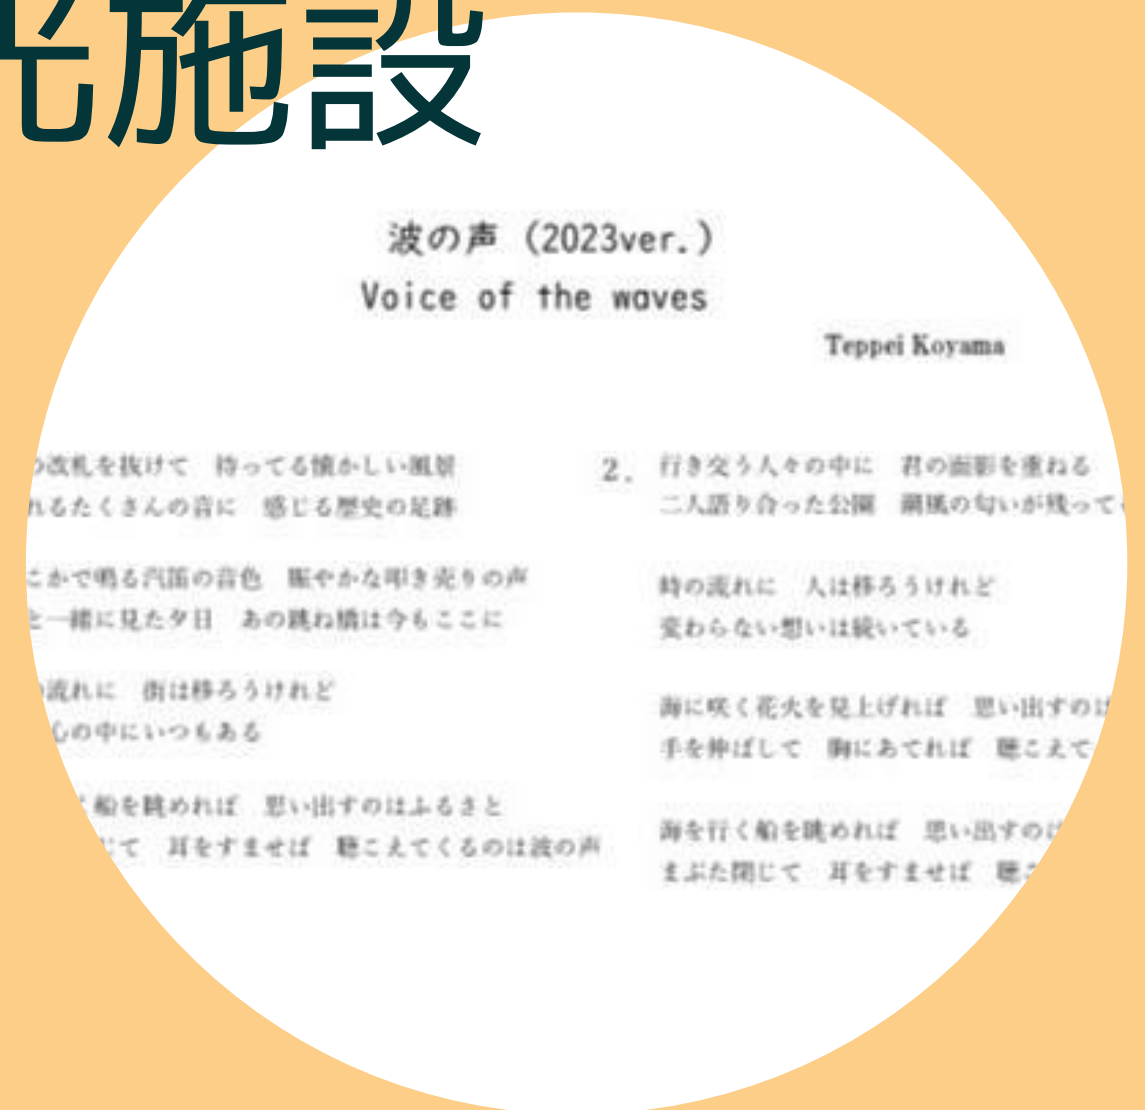 光施設
波の声（2023ver.）
Voice of the waves
Teppei Koyama
の改札を抜けて　待ってる懐かしい風景
れるたくさんの音に　感じる歴史の足跡
こかで鳴る汽笛の音色　賑やかな叩き売りの声
と一緒に見た夕日　あの跳ね橋は今もここに
の流れに　街は移ろうけれど
心の中にいつもある
く船を眺めれば　思い出すのはふるさと
じて　耳をすませば　聴こえてくるのは波の声
2.　行き交う人々の中に　君の面影を重ねる
二人語り合った公園　潮風の匂いが残って
時の流れに　人は移ろうけれど
変わらない想いは続いている
海に咲く花火を見上げれば　思い出すのは
手を伸ばして　胸にあてれば　聴こえて
海を行く船を眺めれば　思い出すのは
まぶた閉じて　耳をすませば　聴こ